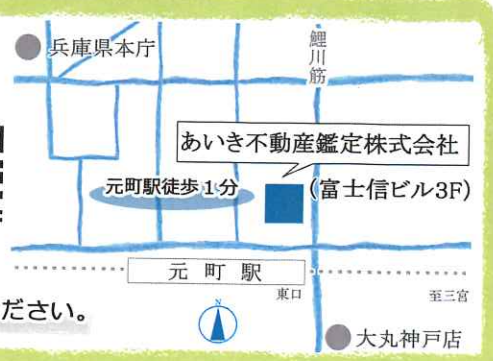 兵庫県本庁
鯉川筋
あいき不動産鑑定株式会社
元町駅徒歩1分
(富士信ビル3F)
元町駅
東口
至三宮
N
ださい。
大丸神戸店